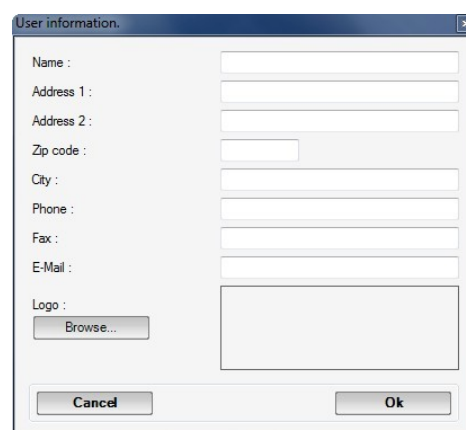 User information.
Name :
Address 1 :
Address 2 :
Zip code :
City :
Phone :
Fax :
E-Mail :
Logo :
Browse...
Cancel Ok